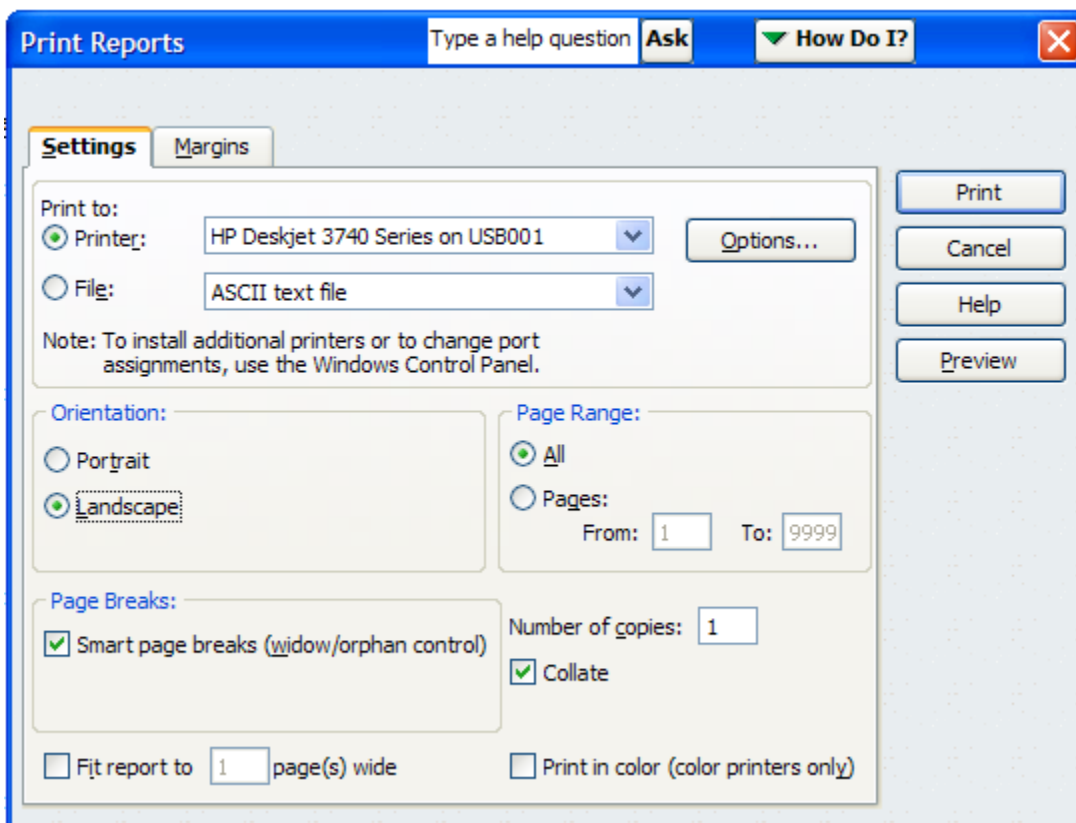 Print Reports
Type a help question Ask
How Do I?
Settings Margins
Print to:
Printer: HP Deskjet 3740 Series on USB001 Options...
File: ASCII text file
Note: To install additional printers or to change port
assignments, use the Windows Control Panel.
Print
Cancel
Help
Preview
Orientation:
Portrait
Landscape
Page Range:
All
Pages:
From: 1 To: 9999
Page Breaks:
Smart page breaks (widow/orphan control)
Number of copies: 1
Collate
Fit report to 1 page(s) wide
Print in color (color printers only)